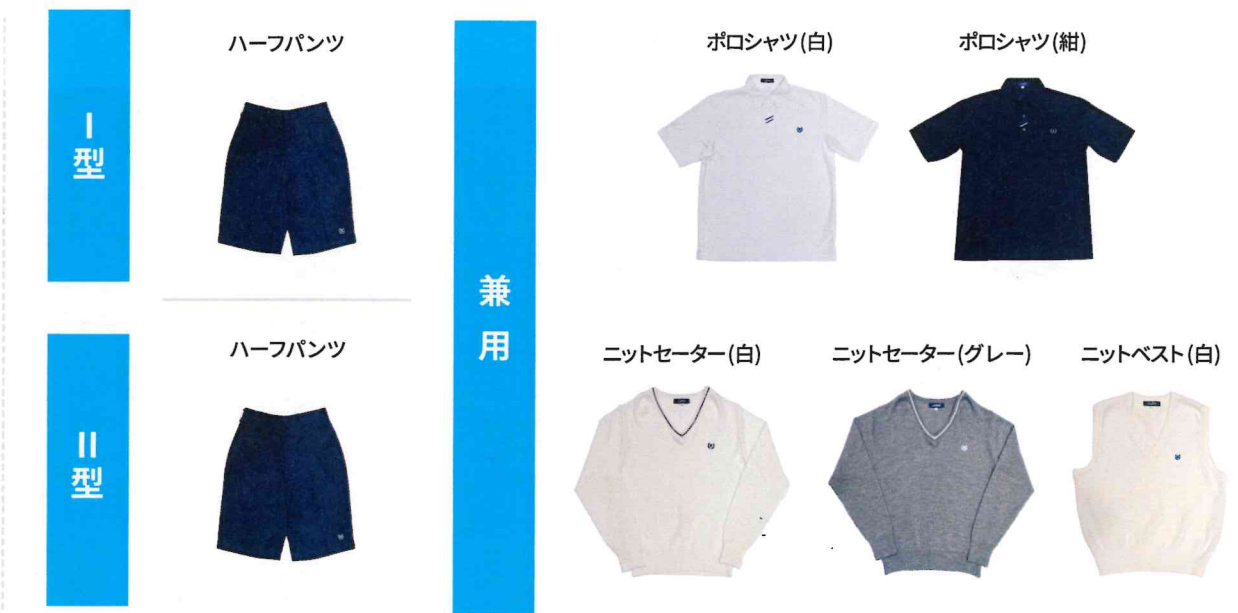 I型
ハーフパンツ
II型
ハーフパンツ
兼用
ポロシャツ(白)
ポロシャツ(紺)
ニットセーター(白)
ニットセーター(グレー)
ニットベスト(白)